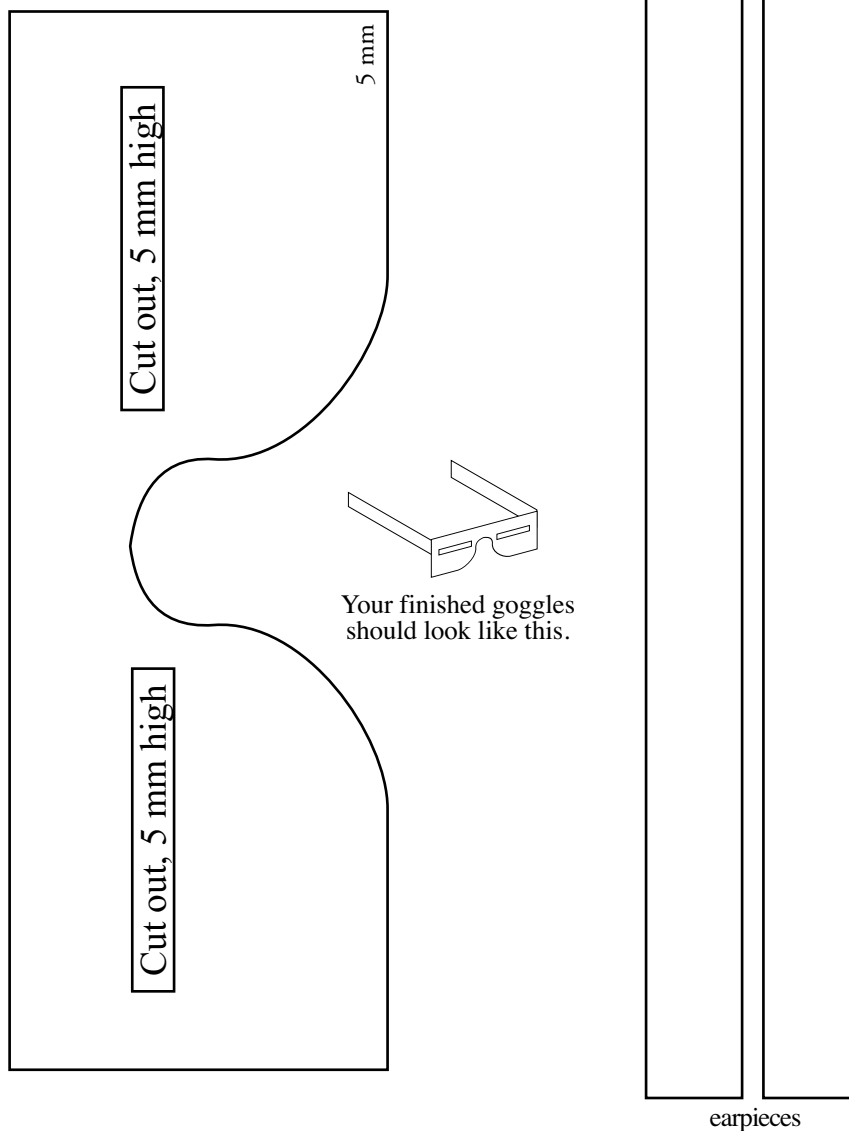 5 mm
Cut out, 5 mm high
Your finished goggles
should look like this.
Cut out, 5 mm high
earpieces